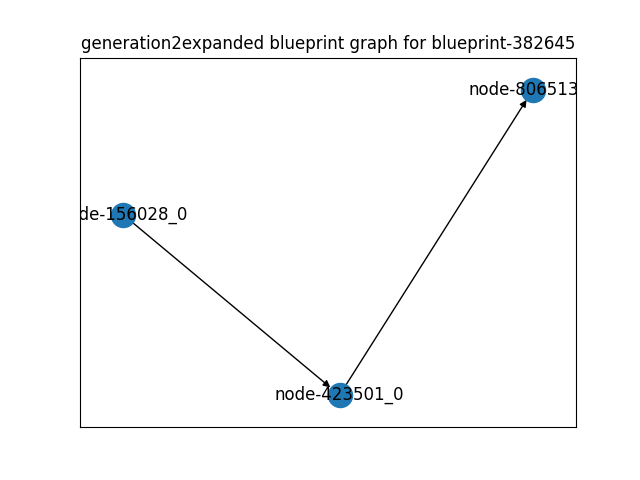 generation2expanded blueprint graph for blueprint-382645
node-806513
de-156028_0
node-423501_0